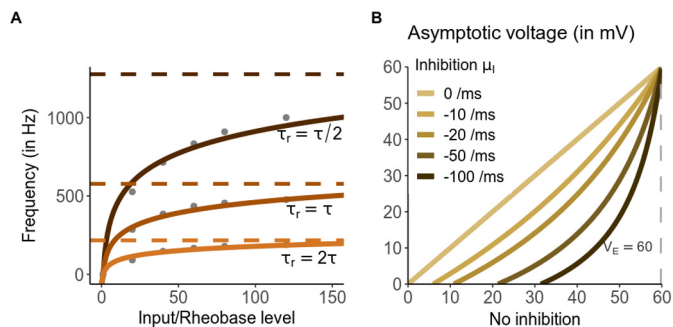 A
Frequency (in Hz)
1000
500
0
τr = τ/2
τr = τ
τr = 2τ
0 50 100 150
Input/Rheobase level
B
Asymptotic voltage (in mV)
60
50
40
30
20
10
0
Inhibition μI
0 /ms
-10 /ms
-20 /ms
-50 /ms
-100 /ms
VE = 60
0 10 20 30 40 50 60
No inhibition